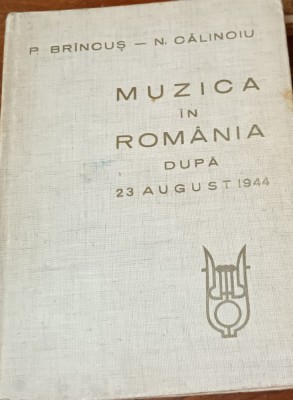 P. BRÎNCUȘ – N. CĂLINOIU
MUZICA
ÎN
ROMÂNIA
DUPĂ
23 AUGUST 1944